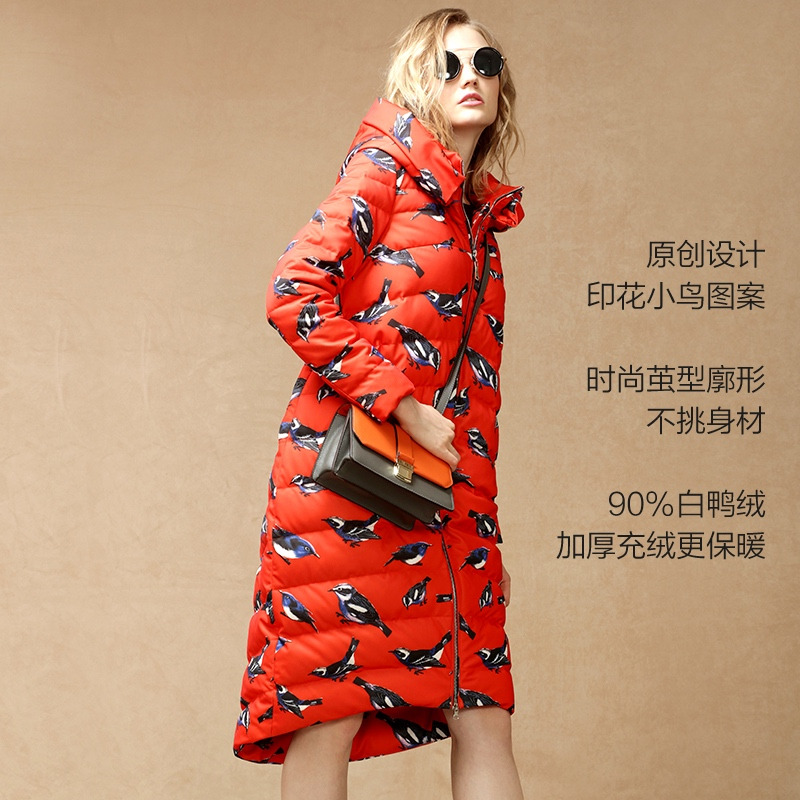 原创设计
印花小鸟图案
时尚茧型廓形
不挑身材
90%白鸭绒
加厚充绒更保暖